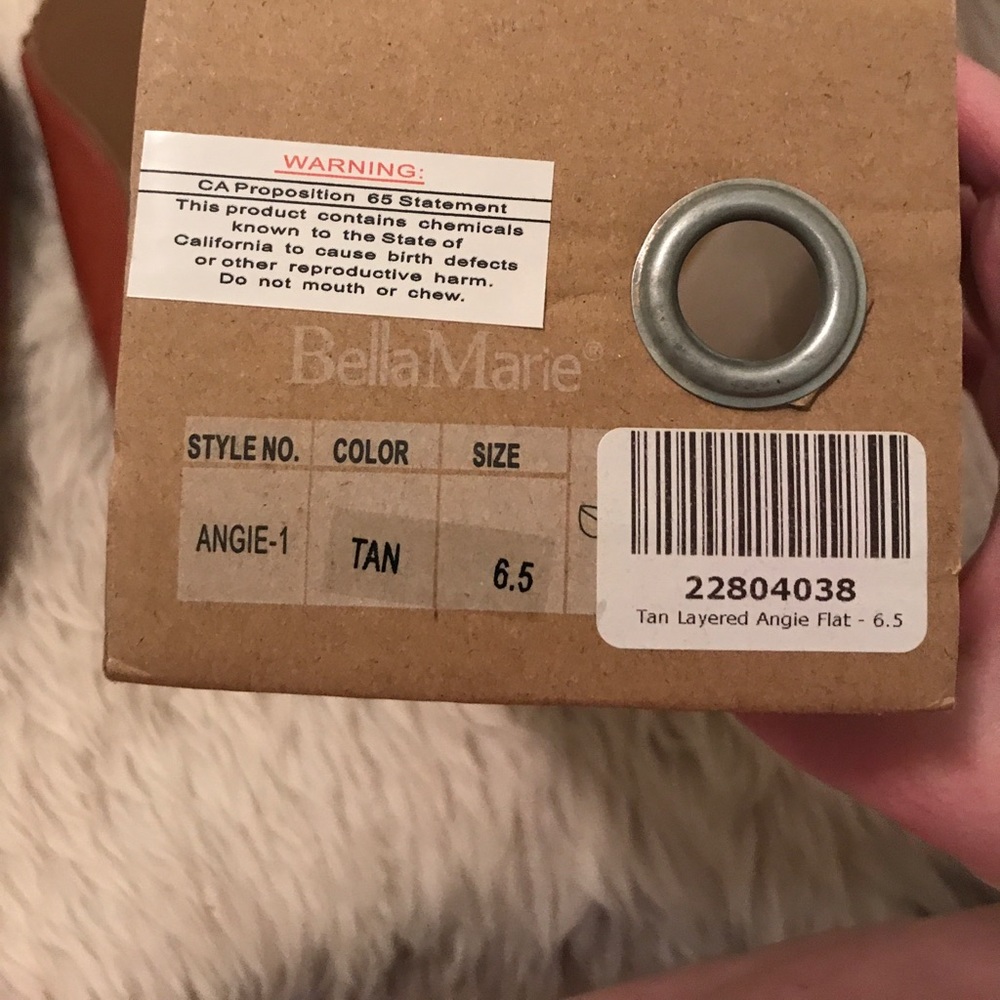 WARNING:
CA Proposition 65 Statement
This product contains chemicals
known to the State of
California to cause birth defects
or other reproductive harm.
Do not mouth or chew.
BellaMarie®
STYLE NO. COLOR SIZE
ANGIE-1 TAN 6.5
22804038
Tan Layered Angie Flat - 6.5